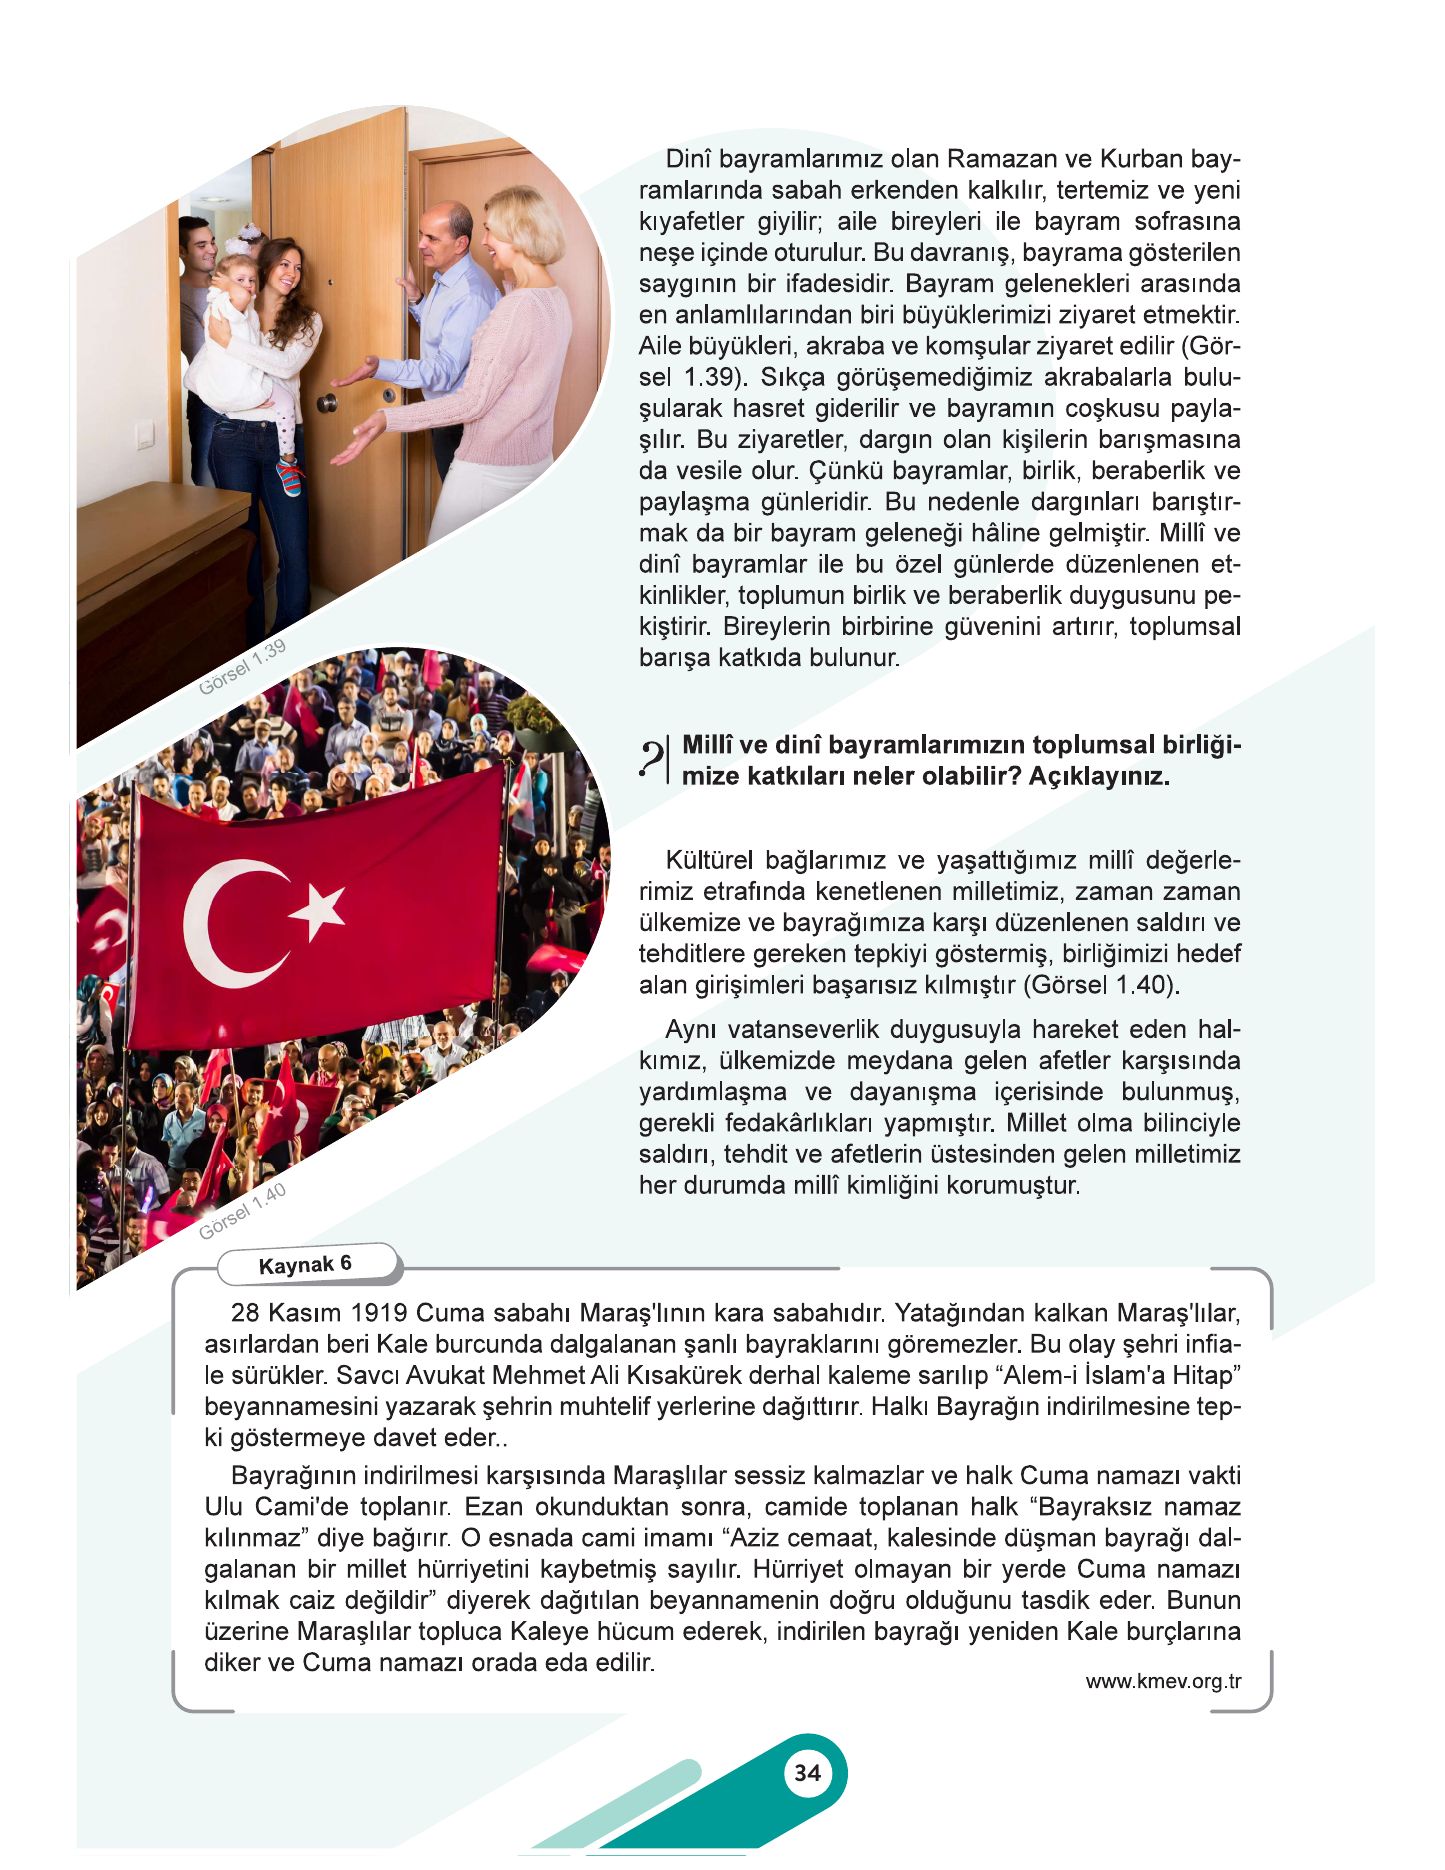 Dinî bayramlarımız olan Ramazan ve Kurban bay-
ramlarında sabah erkenden kalkılır, tertemiz ve yeni
kıyafetler giyilir; aile bireyleri ile bayram sofrasına
neşe içinde oturulur. Bu davranış, bayrama gösterilen
saygının bir ifadesidir. Bayram gelenekleri arasında
en anlamlılarından biri büyüklerimizi ziyaret etmektir.
Aile büyükleri, akraba ve komşular ziyaret edilir (Gör-
sel 1.39). Sıkça görüşemediğimiz akrabalarla bulu-
şularak hasret giderilir ve bayramın coşkusu payla-
şılır. Bu ziyaretler, dargın olan kişilerin barışmasına
da vesile olur. Çünkü bayramlar, birlik, beraberlik ve
paylaşma günleridir. Bu nedenle dargınları barıştır-
mak da bir bayram geleneği hâline gelmiştir. Millî ve
dinî bayramlar ile bu özel günlerde düzenlenen et-
kinlikler, toplumun birlik ve beraberlik duygusunu pe-
kiştirir. Bireylerin birbirine güvenini artırır, toplumsal
barışa katkıda bulunur.
Görsel 1.39
? Millî ve dinî bayramlarımızın toplumsal birliği-
mize katkıları neler olabilir? Açıklayınız.
Kültürel bağlarımız ve yaşattığımız millî değerle-
rimiz etrafında kenetlenen milletimiz, zaman zaman
ülkemize ve bayrağımıza karşı düzenlenen saldırı ve
tehditlere gereken tepkiyi göstermiş, birliğimizi hedef
alan girişimleri başarısız kılmıştır (Görsel 1.40).
Aynı vatanseverlik duygusuyla hareket eden hal-
kımız, ülkemizde meydana gelen afetler karşısında
yardımlaşma ve dayanışma içerisinde bulunmuş,
gerekli fedakârlıkları yapmıştır. Millet olma bilinciyle
saldırı, tehdit ve afetlerin üstesinden gelen milletimiz
her durumda millî kimliğini korumuştur.
Görsel 1.40
Kaynak 6
28 Kasım 1919 Cuma sabahı Maraş'lının kara sabahıdır. Yatağından kalkan Maraş'lılar,
asırlardan beri Kale burcunda dalgalanan şanlı bayraklarını göremezler. Bu olay şehri infia-
le sürükler. Savcı Avukat Mehmet Ali Kısakürek derhal kaleme sarılıp “Alem-i İslam'a Hitap”
beyannamesini yazarak şehrin muhtelif yerlerine dağıttırır. Halkı Bayrağın indirilmesine tep-
ki göstermeye davet eder..
Bayrağının indirilmesi karşısında Maraşlılar sessiz kalmazlar ve halk Cuma namazı vakti
Ulu Cami'de toplanır. Ezan okunduktan sonra, camide toplanan halk “Bayraksız namaz
kılınmaz” diye bağırır. O esnada cami imamı “Aziz cemaat, kalesinde düşman bayrağı dal-
galanan bir millet hürriyetini kaybetmiş sayılır. Hürriyet olmayan bir yerde Cuma namazı
kılmak caiz değildir” diyerek dağıtılan beyannamenin doğru olduğunu tasdik eder. Bunun
üzerine Maraşlılar topluca Kaleye hücum ederek, indirilen bayrağı yeniden Kale burçlarına
diker ve Cuma namazı orada eda edilir.
www.kmev.org.tr
34